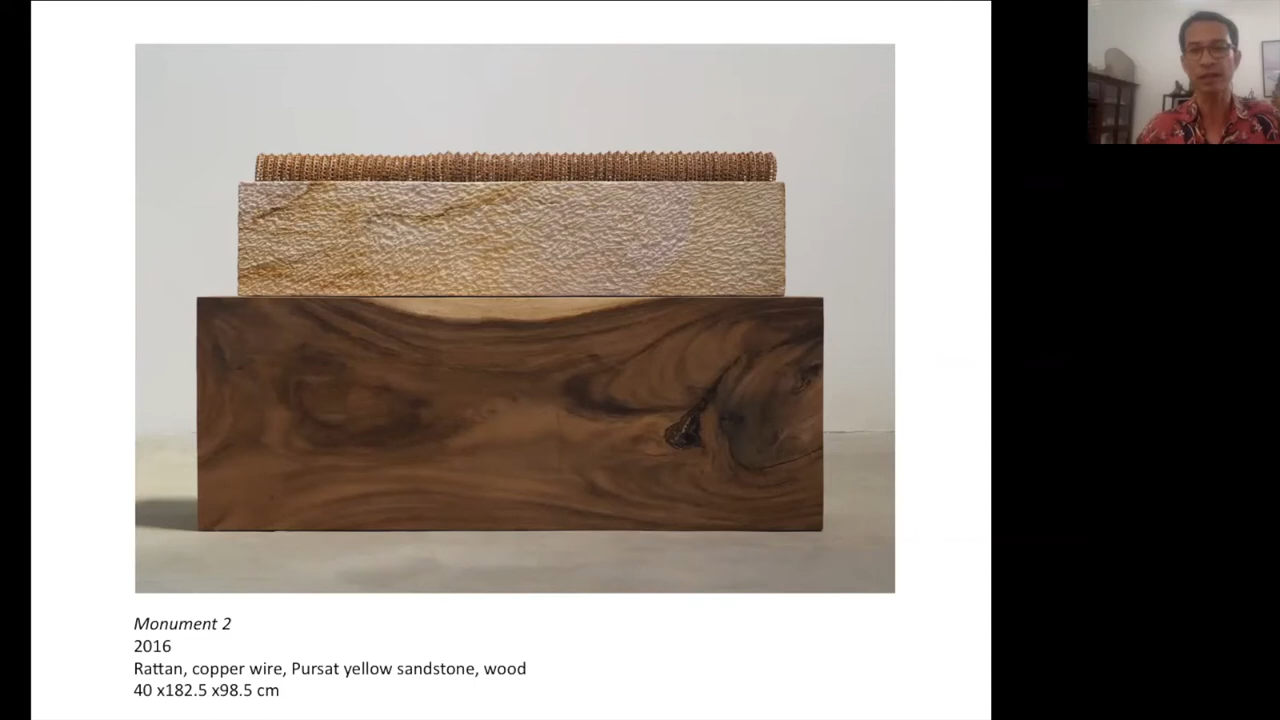 Monument 2
2016
Rattan, copper wire, Pursat yellow sandstone, wood
40 x182.5 x98.5 cm